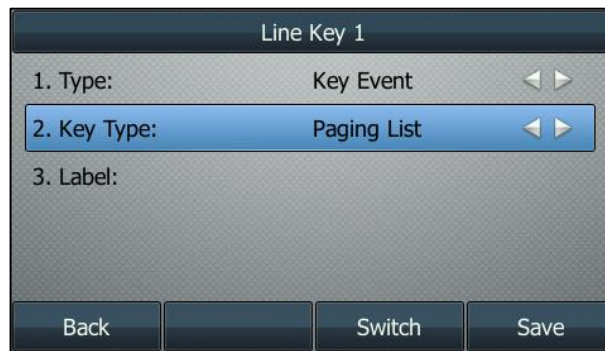 Line Key 1
1. Type: Key Event
2. Key Type: Paging List
3. Label:
Back Switch Save